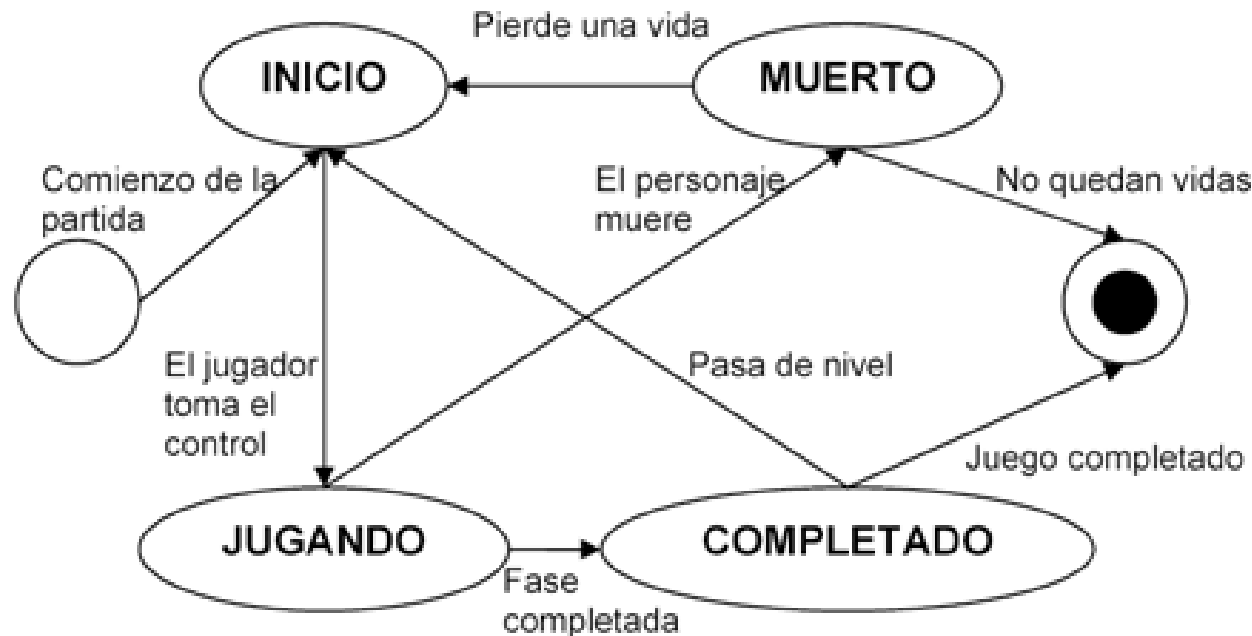 Pierde una vida
INICIO
MUERTO
Comienzo de la
partida
El personaje
muere
No quedan vidas
El jugador
toma el
control
Pasa de nivel
Juego completado
JUGANDO
COMPLETADO
Fase
completada